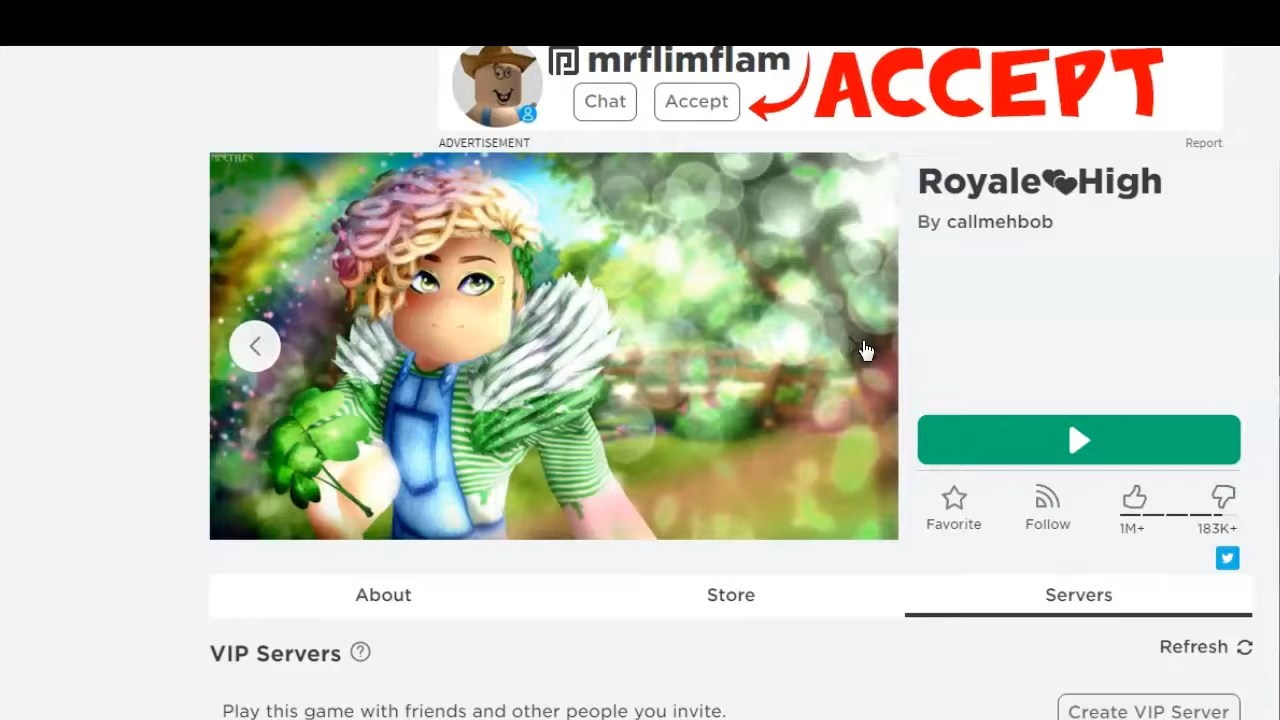 mrflimflam
ACCEPT
Chat
Accept
ADVERTISEMENT
Report
Royale High
By callmehbob
Favorite
Follow
1M+
183K+
About
Store
Servers
VIP Servers
Refresh
Play this game with friends and other people you invite.
Create VIP Server